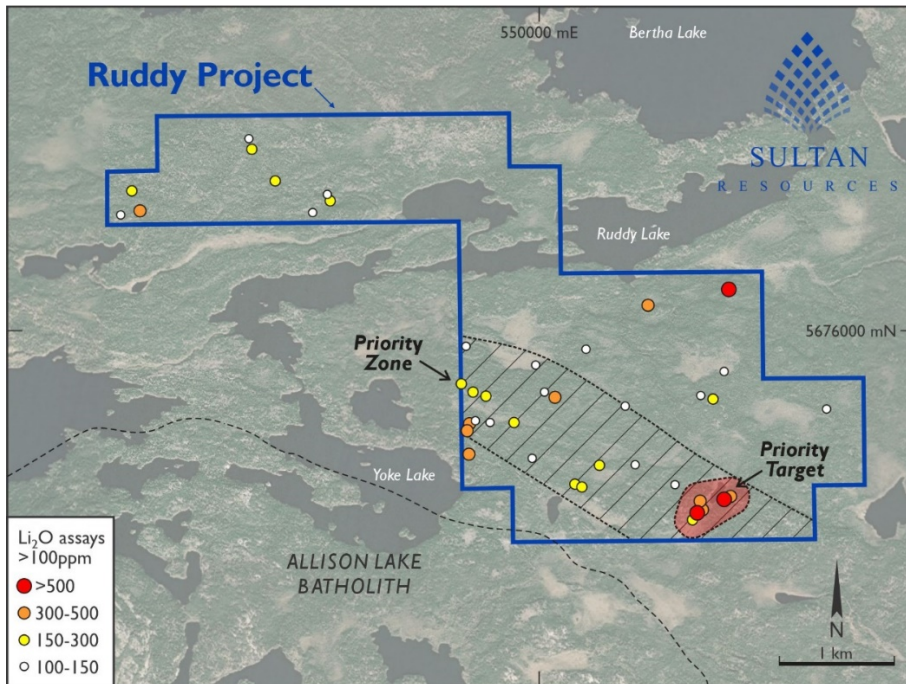 550000 mE
Bertha Lake
Ruddy Project
SULTAN
RESOURCES
Ruddy Lake
5676000 mN
Priority
Zone
Priority
Target
Yoke Lake
ALLISON LAKE
BATHOLITH
Li₂O assays
>100ppm
>500
300-500
150-300
100-150
N
1 km